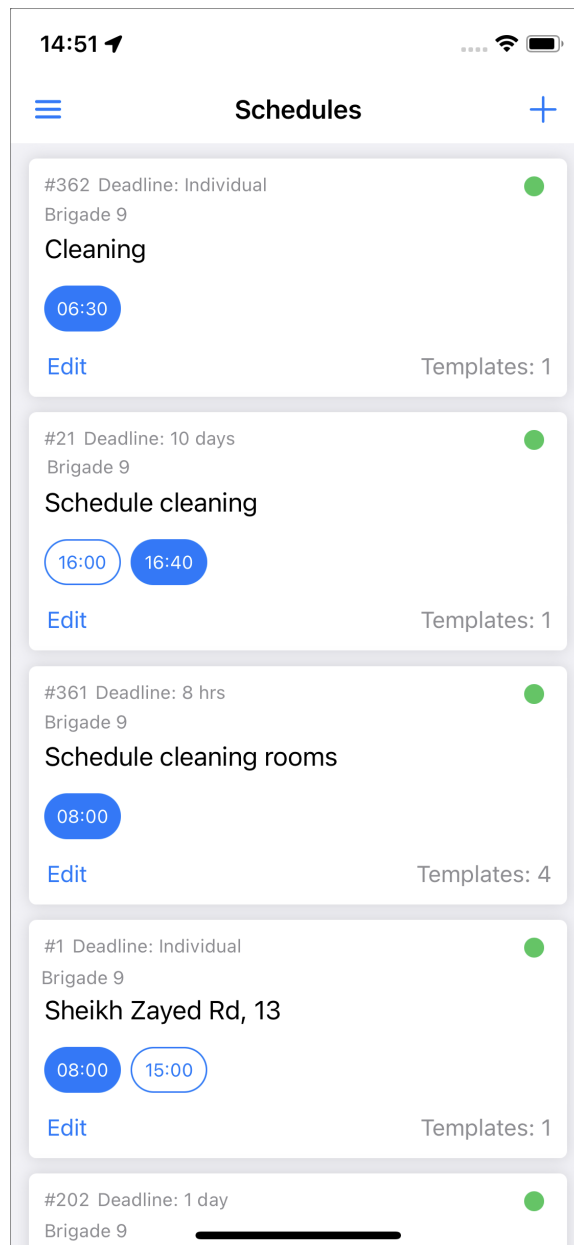 14:51
Schedules
#362 Deadline: Individual
Brigade 9
Cleaning
06:30
Edit Templates: 1
#21 Deadline: 10 days
Brigade 9
Schedule cleaning
16:00 16:40
Edit Templates: 1
#361 Deadline: 8 hrs
Brigade 9
Schedule cleaning rooms
08:00
Edit Templates: 4
#1 Deadline: Individual
Brigade 9
Sheikh Zayed Rd, 13
08:00 15:00
Edit Templates: 1
#202 Deadline: 1 day
Brigade 9